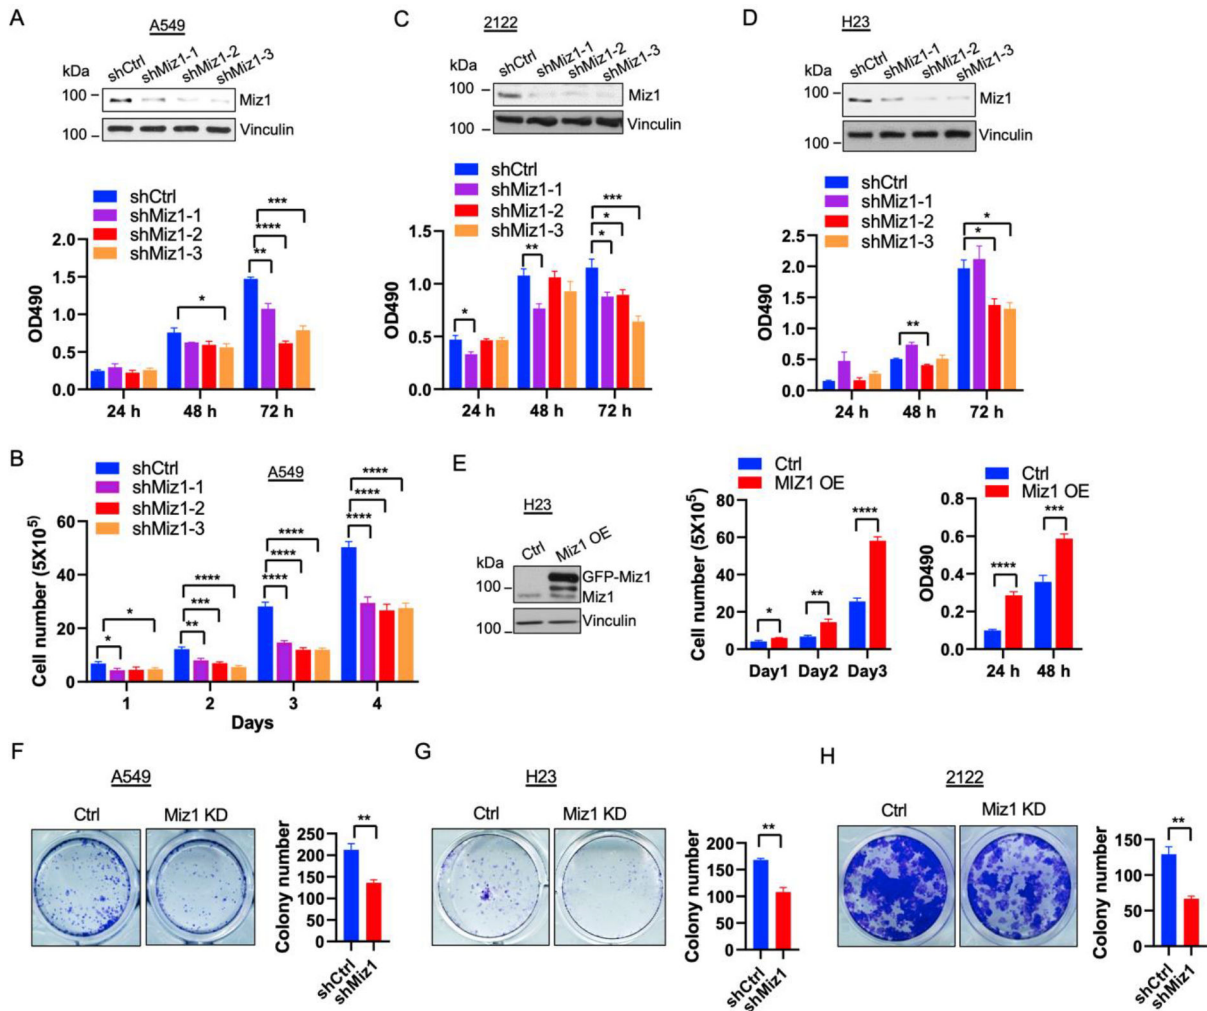 A
A549
kDa
shCtrl
shMiz1-1
shMiz1-2
shMiz1-3
100
Miz1
100
Vinculin
shCtrl
shMiz1-1
shMiz1-2
shMiz1-3
OD490
2.0
1.5
1.0
0.5
0.0
*
**
****
***
24 h
48 h
72 h
C
2122
kDa
shCtrl
shMiz1-1
shMiz1-2
shMiz1-3
100
Miz1
100
Vinculin
shCtrl
shMiz1-1
shMiz1-2
shMiz1-3
OD490
1.5
1.0
0.5
0.0
*
**
***
*
*
24 h
48 h
72 h
D
H23
kDa
shCtrl
shMiz1-1
shMiz1-2
shMiz1-3
100
Miz1
100
Vinculin
shCtrl
shMiz1-1
shMiz1-2
shMiz1-3
OD490
2.5
2.0
1.5
1.0
0.5
0.0
**
*
*
24 h
48 h
72 h
B
A549
shCtrl
shMiz1-1
shMiz1-2
shMiz1-3
Cell number (5X10⁵)
60
40
20
0
*
*
****
***
**
****
****
****
****
****
****
1
2
3
4
Days
E
H23
kDa
Ctrl
Miz1 OE
100
GFP-Miz1
Miz1
100
Vinculin
Ctrl
MIZ1 OE
Cell number (5X10⁵)
80
60
40
20
0
*
**
****
Day1
Day2
Day3
Ctrl
Miz1 OE
OD490
0.8
0.6
0.4
0.2
0.0
****
***
24 h
48 h
F
A549
Ctrl
Miz1 KD
Colony number
250
200
150
100
50
0
**
shCtrl
shMiz1
G
H23
Ctrl
Miz1 KD
Colony number
200
150
100
50
0
**
shCtrl
shMiz1
H
2122
Ctrl
Miz1 KD
Colony number
150
100
50
0
**
shCtrl
shMiz1